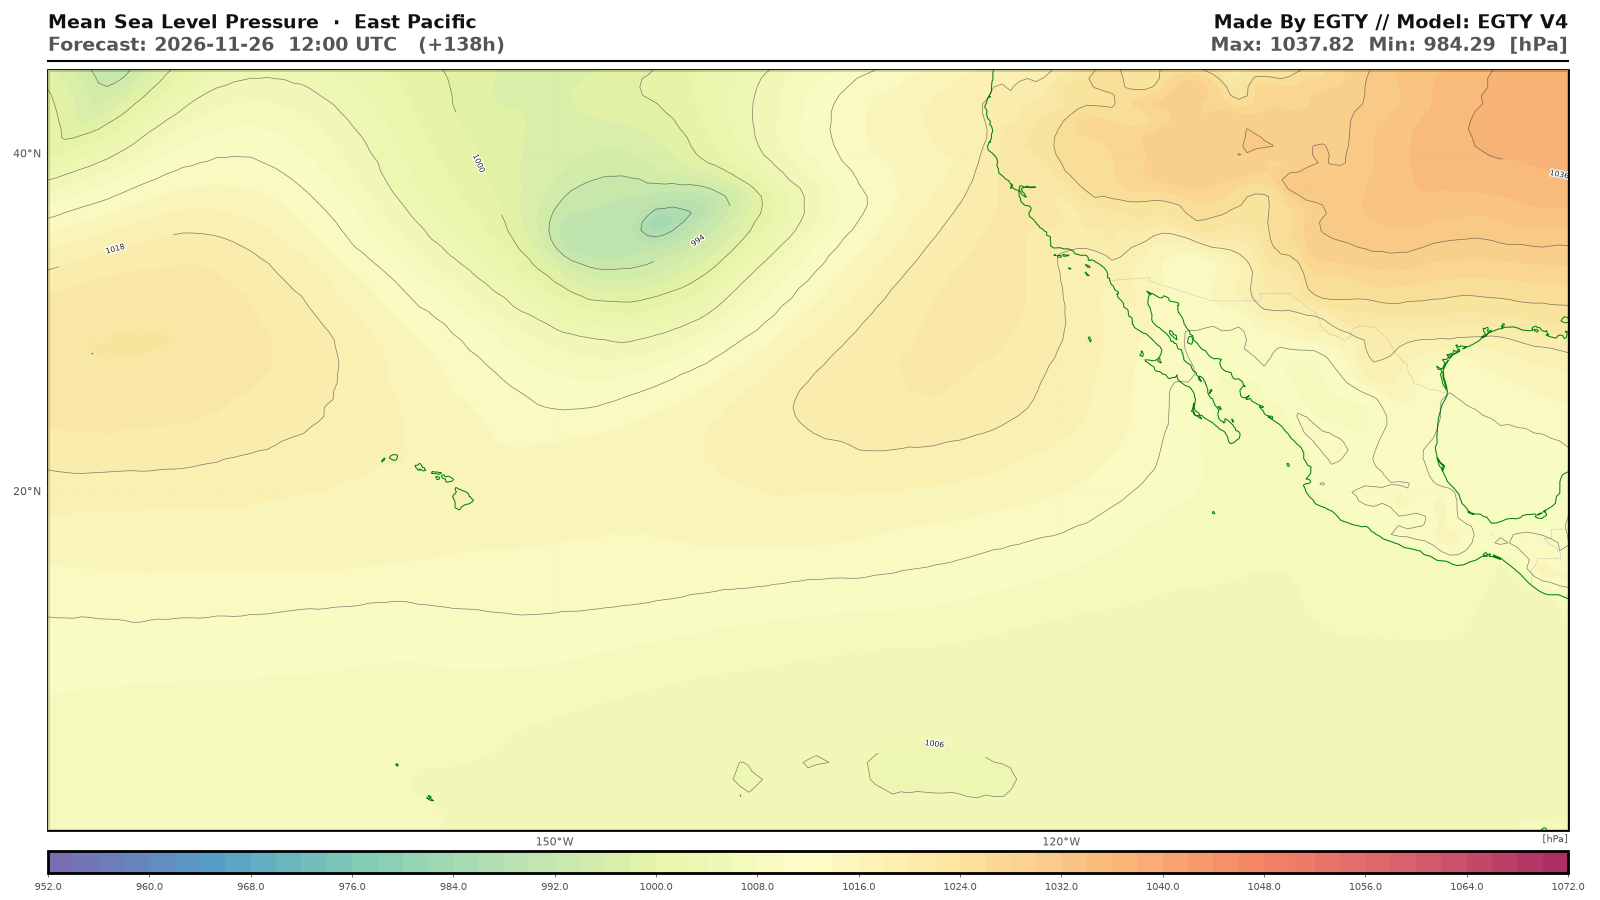 Mean Sea Level Pressure · East Pacific
Made By EGTY // Model: EGTY V4
Forecast: 2026-11-26 12:00 UTC (+138h)
Max: 1037.82 Min: 984.29 [hPa]
40°N
20°N
1000
1018
994
1036
1006
150°W
120°W
[hPa]
952.0 960.0 968.0 976.0 984.0 992.0 1000.0 1008.0 1016.0 1024.0 1032.0 1040.0 1048.0 1056.0 1064.0 1072.0